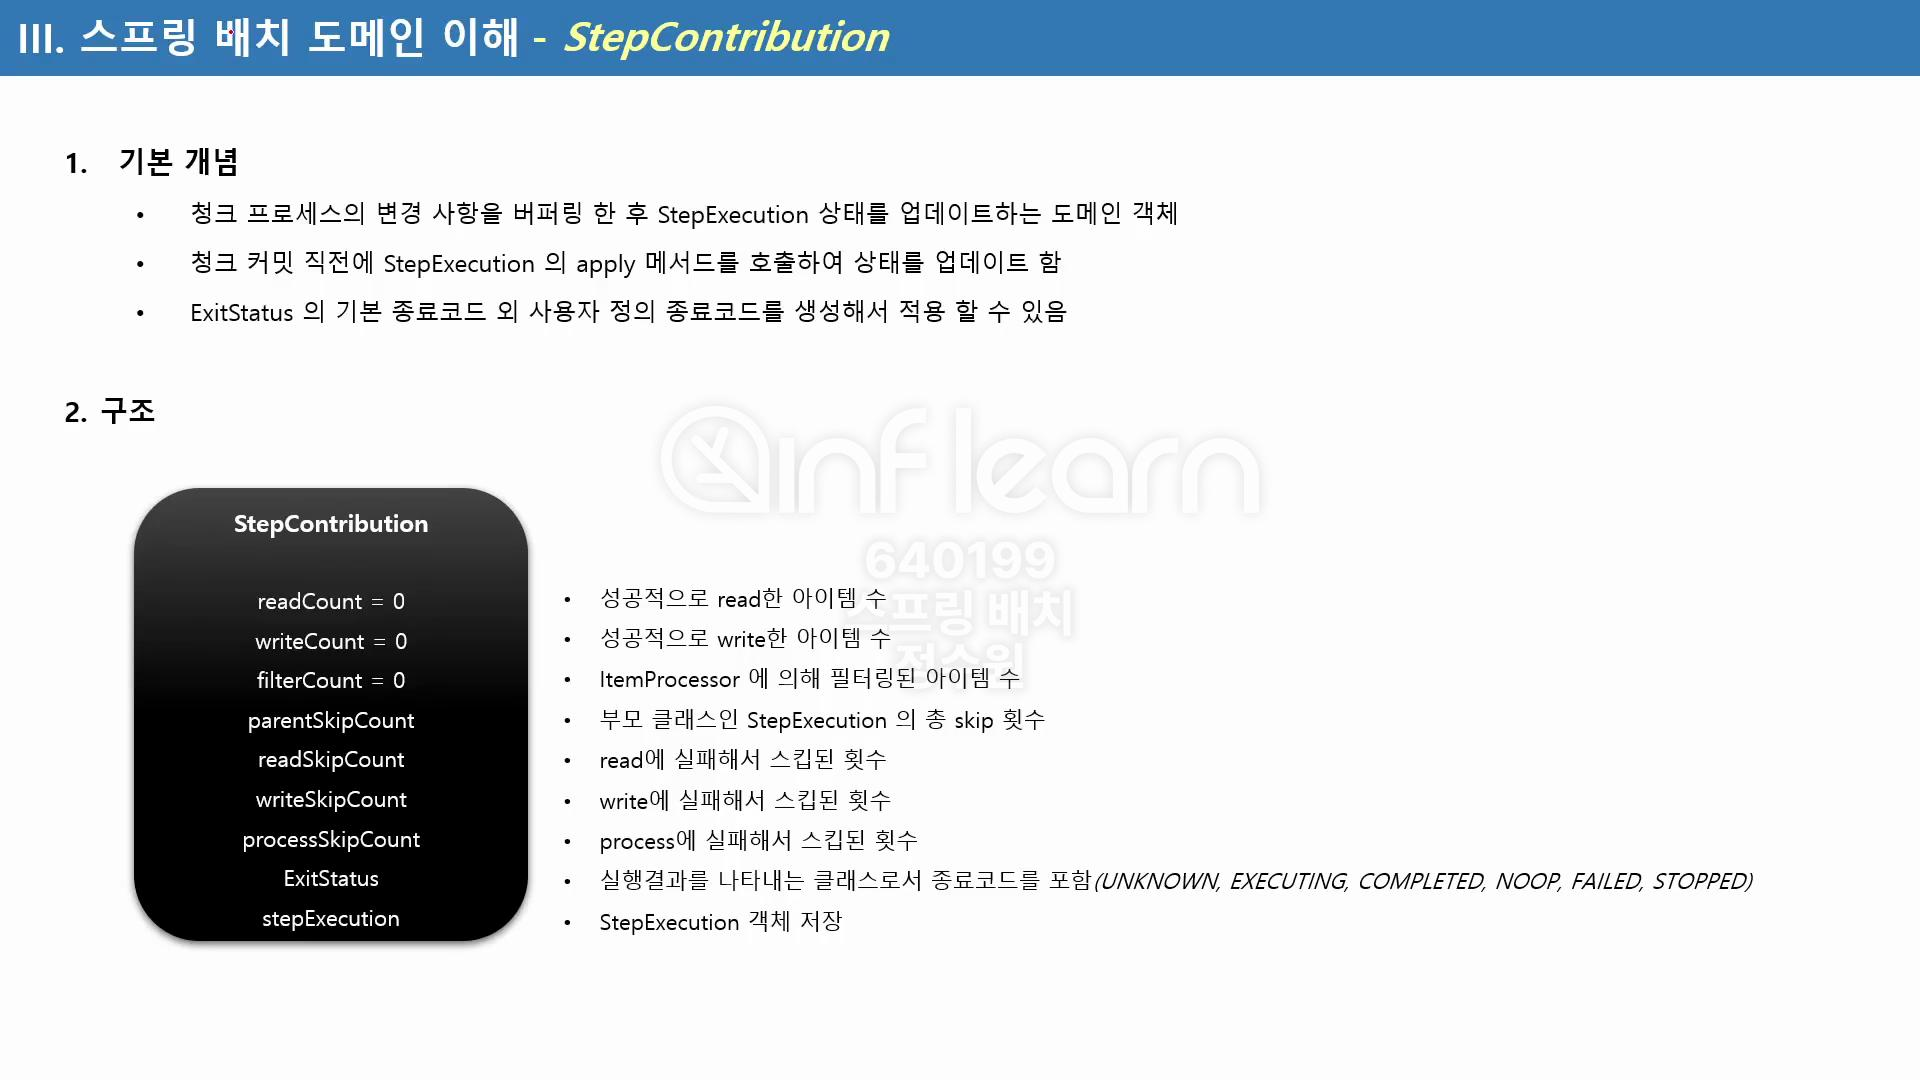 III. 스프링 배치 도메인 이해 - StepContribution
1. 기본 개념
• 청크 프로세스의 변경 사항을 버퍼링 한 후 StepExecution 상태를 업데이트하는 도메인 객체
• 청크 커밋 직전에 StepExecution 의 apply 메서드를 호출하여 상태를 업데이트 함
• ExitStatus 의 기본 종료코드 외 사용자 정의 종료코드를 생성해서 적용 할 수 있음
2. 구조
inflearn
640199
스프링 배치
정수원
StepContribution
readCount = 0
writeCount = 0
filterCount = 0
parentSkipCount
readSkipCount
writeSkipCount
processSkipCount
ExitStatus
stepExecution
• 성공적으로 read한 아이템 수
• 성공적으로 write한 아이템 수
• ItemProcessor 에 의해 필터링된 아이템 수
• 부모 클래스인 StepExecution 의 총 skip 횟수
• read에 실패해서 스킵된 횟수
• write에 실패해서 스킵된 횟수
• process에 실패해서 스킵된 횟수
• 실행결과를 나타내는 클래스로서 종료코드를 포함(UNKNOWN, EXECUTING, COMPLETED, NOOP, FAILED, STOPPED)
• StepExecution 객체 저장